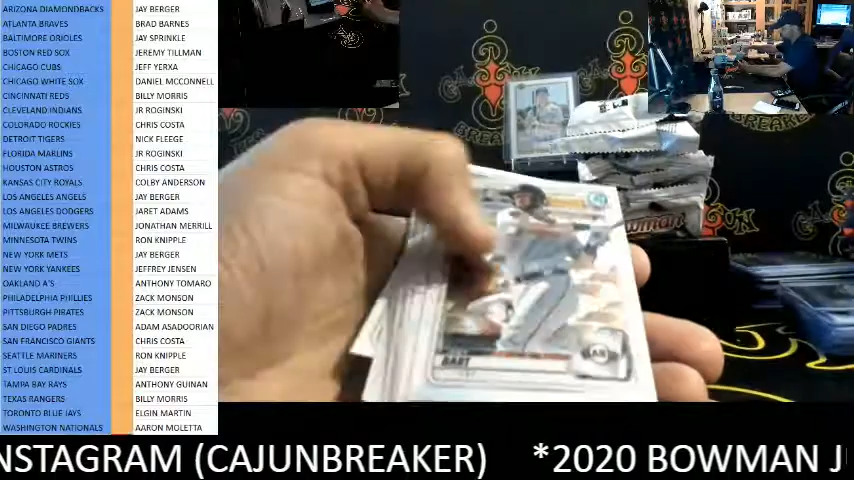 ARIZONA DIAMONDBACKS JAY BERGER
ATLANTA BRAVES BRAD BARNES
BALTIMORE ORIOLES JAY SPRINKLE
BOSTON RED SOX JEREMY TILLMAN
CHICAGO CUBS JEFF YERXA
CHICAGO WHITE SOX DANIEL MCCONNELL
CINCINNATI REDS BILLY MORRIS
CLEVELAND INDIANS JR ROGINSKI
COLORADO ROCKIES CHRIS COSTA
DETROIT TIGERS NICK FLEEGE
FLORIDA MARLINS JR ROGINSKI
HOUSTON ASTROS CHRIS COSTA
KANSAS CITY ROYALS COLBY ANDERSON
LOS ANGELES ANGELS JAY BERGER
LOS ANGELES DODGERS JARET ADAMS
MILWAUKEE BREWERS JONATHAN MERRILL
MINNESOTA TWINS RON KNIPPLE
NEW YORK METS JAY BERGER
NEW YORK YANKEES JEFFREY JENSEN
OAKLAND A'S ANTHONY TOMARO
PHILADELPHIA PHILLIES ZACK MONSON
PITTSBURGH PIRATES ZACK MONSON
SAN DIEGO PADRES ADAM ASADOORIAN
SAN FRANCISCO GIANTS CHRIS COSTA
SEATTLE MARINERS RON KNIPPLE
ST LOUIS CARDINALS JAY BERGER
TAMPA BAY RAYS ANTHONY GUINAN
TEXAS RANGERS BILLY MORRIS
TORONTO BLUE JAYS ELGIN MARTIN
WASHINGTON NATIONALS AARON MOLETTA
BART
NSTAGRAM (CAJUNBREAKER) *2020 BOWMAN J